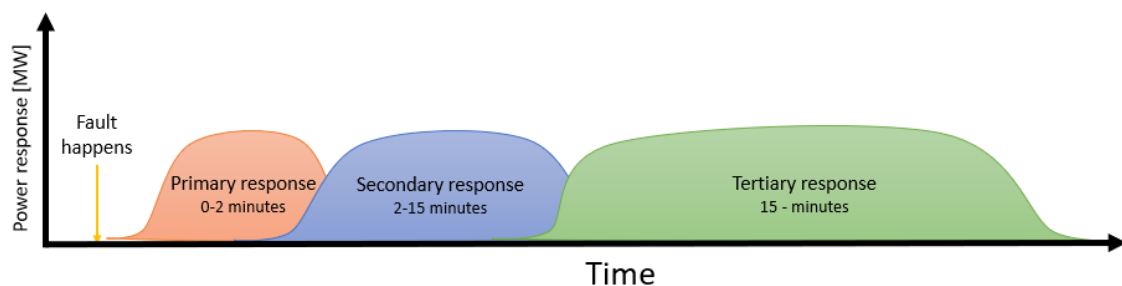 Power response [MW]
Fault
happens
Primary response
0-2 minutes
Secondary response
2-15 minutes
Tertiary response
15 - minutes
Time